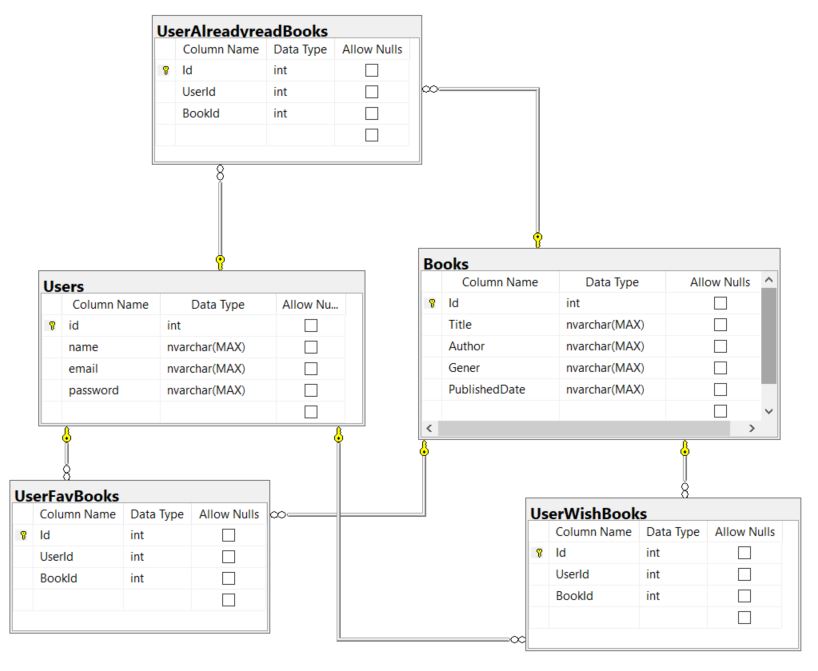 UserAlreadyreadBooks
Column Name Data Type Allow Nulls
Id int
UserId int
BookId int
Users
Column Name Data Type Allow Nu...
id int
name nvarchar(MAX)
email nvarchar(MAX)
password nvarchar(MAX)
Books
Column Name Data Type Allow Nulls
Id int
Title nvarchar(MAX)
Author nvarchar(MAX)
Gener nvarchar(MAX)
PublishedDate nvarchar(MAX)
UserFavBooks
Column Name Data Type Allow Nulls
Id int
UserId int
BookId int
UserWishBooks
Column Name Data Type Allow Nulls
Id int
UserId int
BookId int